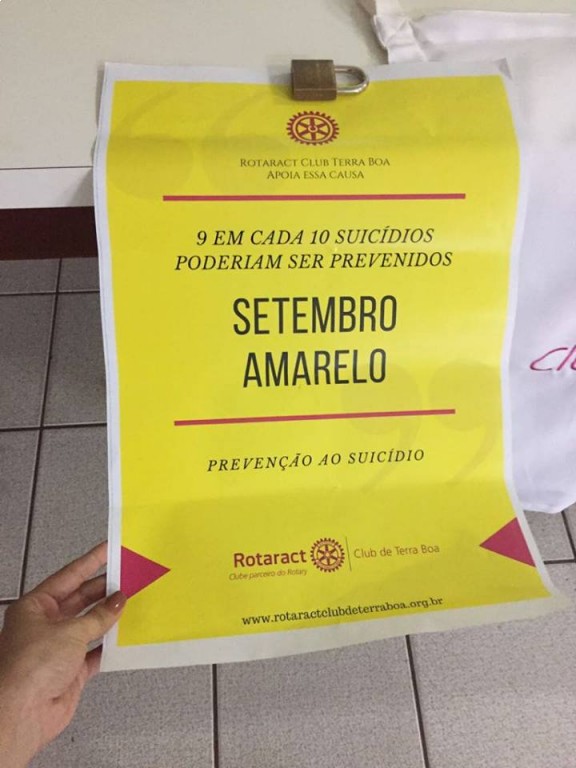 ROTARACT CLUB TERRA BOA
APOIA ESSA CAUSA
9 EM CADA 10 SUICÍDIOS
PODERIAM SER PREVENIDOS
SETEMBRO
AMARELO
PREVENÇÃO AO SUICÍDIO
Rotaract Club de Terra Boa
Clube parceiro do Rotary
www.rotaractclubdeterraboa.org.br